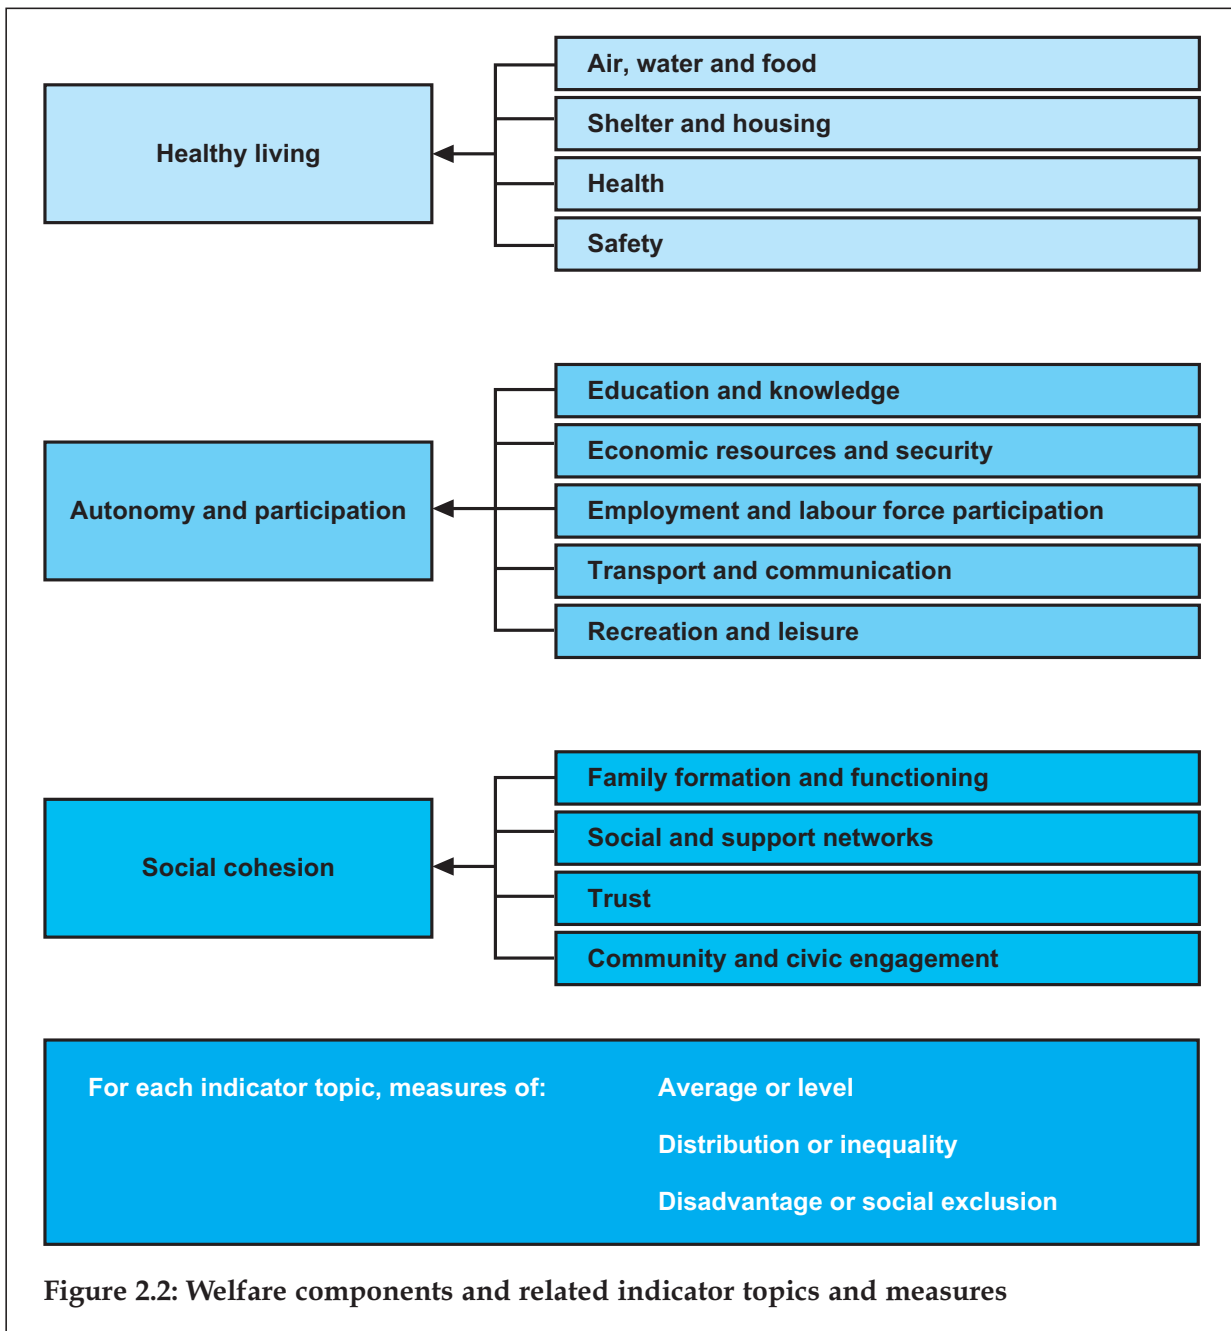 Healthy living
Air, water and food
Shelter and housing
Health
Safety
Autonomy and participation
Education and knowledge
Economic resources and security
Employment and labour force participation
Transport and communication
Recreation and leisure
Social cohesion
Family formation and functioning
Social and support networks
Trust
Community and civic engagement
For each indicator topic, measures of:
Average or level
Distribution or inequality
Disadvantage or social exclusion
Figure 2.2: Welfare components and related indicator topics and measures